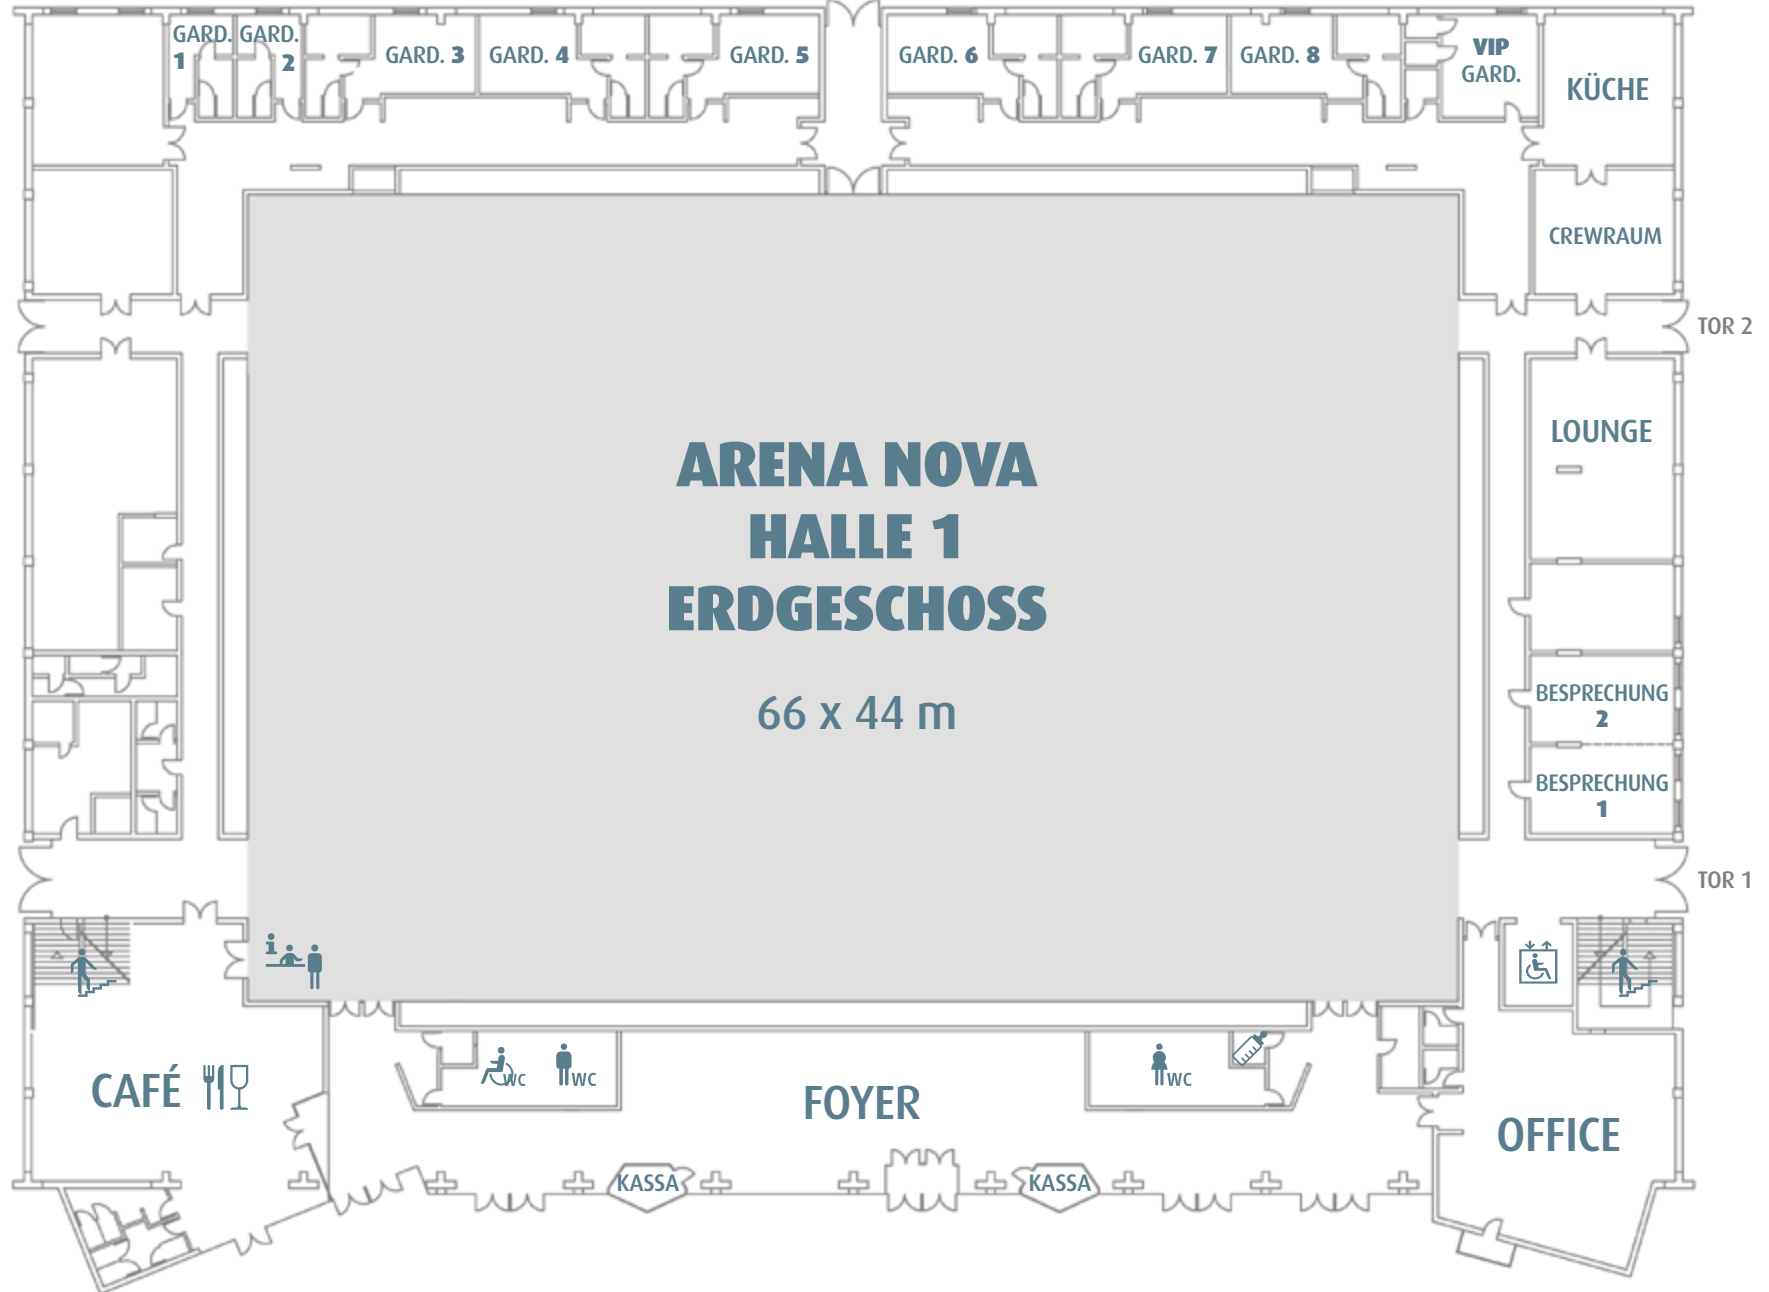 GARD. 1
GARD. 2
GARD. 3
GARD. 4
GARD. 5
GARD. 6
GARD. 7
GARD. 8
VIP
GARD.
KÜCHE
CREWRAUM
TOR 2
LOUNGE
ARENA NOVA
HALLE 1
ERDGESCHOSS
66 x 44 m
BESPRECHUNG
2
BESPRECHUNG
1
TOR 1
i
CAFÉ
WC
WC
FOYER
WC
OFFICE
KASSA
KASSA